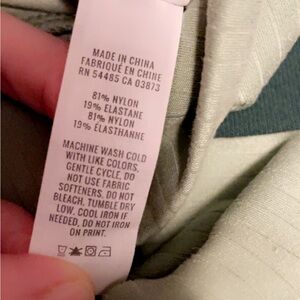 MADE IN CHINA
FABRIQUÉ EN CHINE
RN 54485 CA 03873
81% NYLON
19% ELASTANE
81% NYLON
19% ELASTHANNE
MACHINE WASH COLD
WITH LIKE COLORS,
GENTLE CYCLE. DO
NOT USE FABRIC
SOFTENERS. DO NOT
BLEACH. TUMBLE DRY
LOW. COOL IRON IF
NEEDED. DO NOT IRON
ON PRINT.